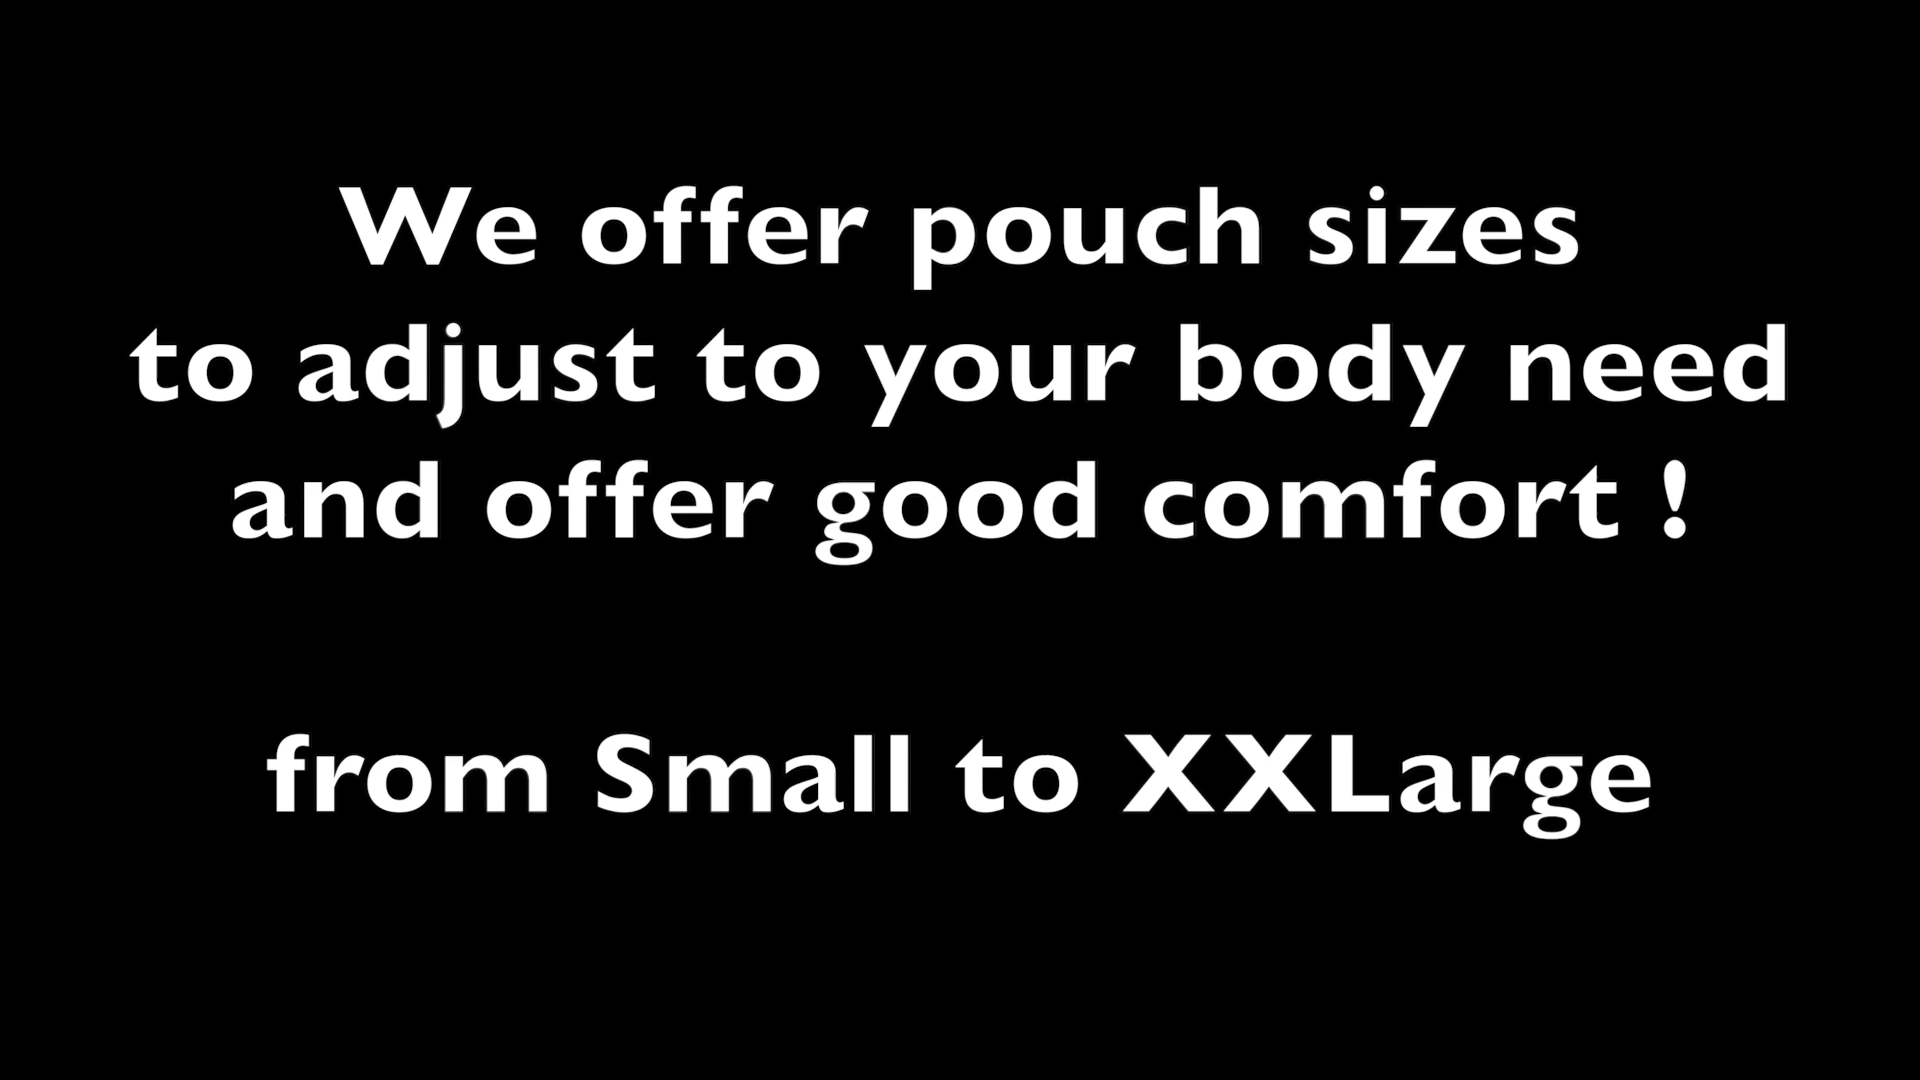 We offer pouch sizes
to adjust to your body need
and offer good comfort !
from Small to XXLarge